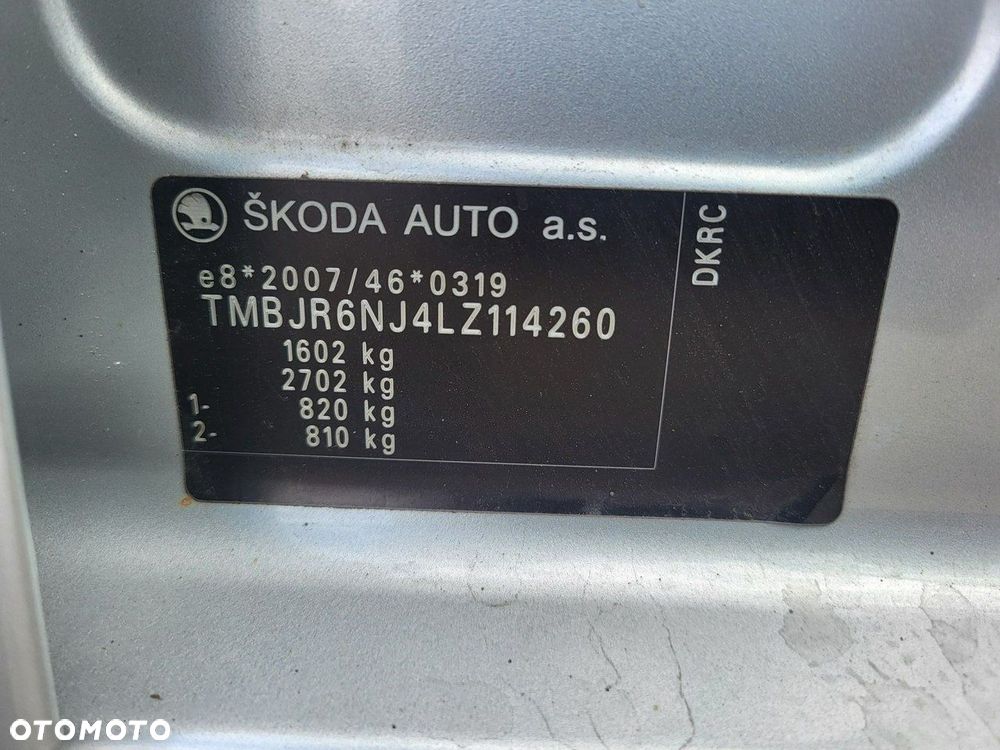 ŠKODA AUTO a.s.
DKRC
e8*2007/46*0319
TMBJR6NJ4LZ114260
1602 kg
2702 kg
1- 820 kg
2- 810 kg
OTOMOTO